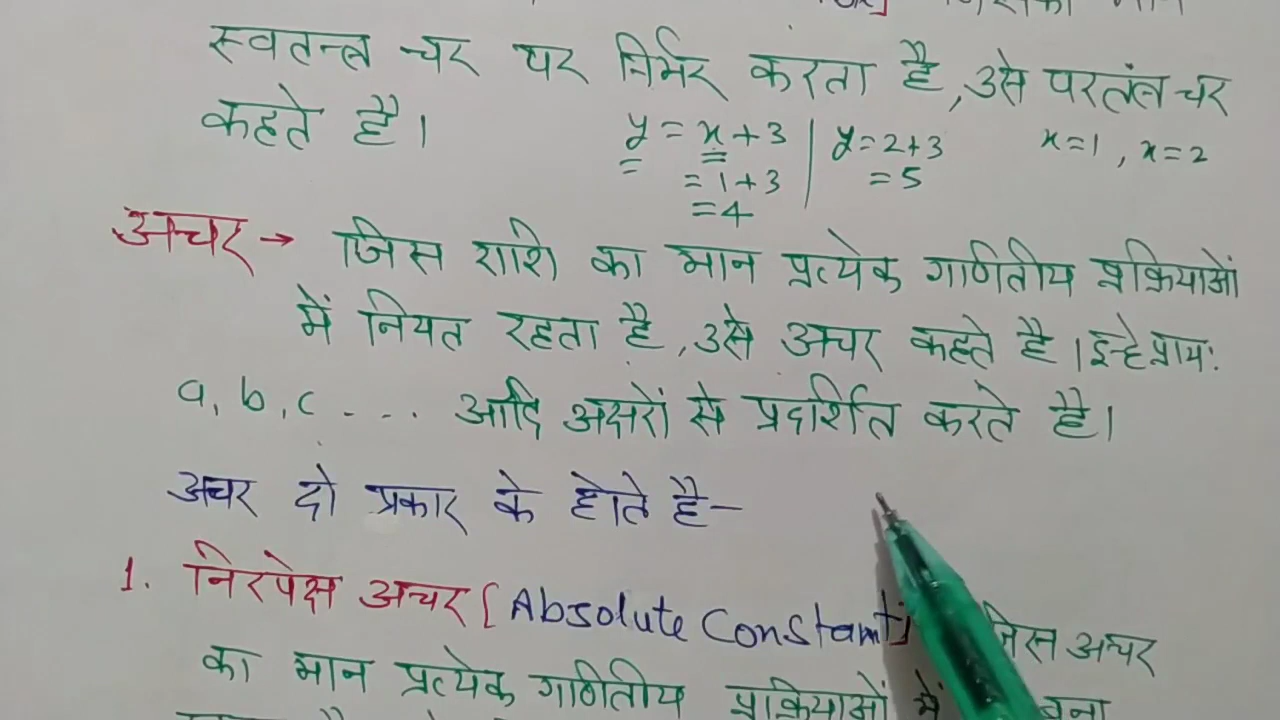 स्वतन्त्र चर पर निर्भर करता है, उसे परतंत्र चर
कहते है।
y = x + 3 | y = 2+3 x=1, x=2
= 1+3 = 5
= 4
अचर → जिस राशि का मान प्रत्येक गणितीय प्रक्रियाओं
में नियत रहता है, उसे अचर कहते है। इन्हे प्रायः
a, b, c .... आदि अक्षरों से प्रदर्शित करते है।
अचर दो प्रकार के होते है-
1. निरपेक्ष अचर [Absolute Constant] जिस अचर
का मान प्रत्येक गणितीय प्रक्रियाओं में बना